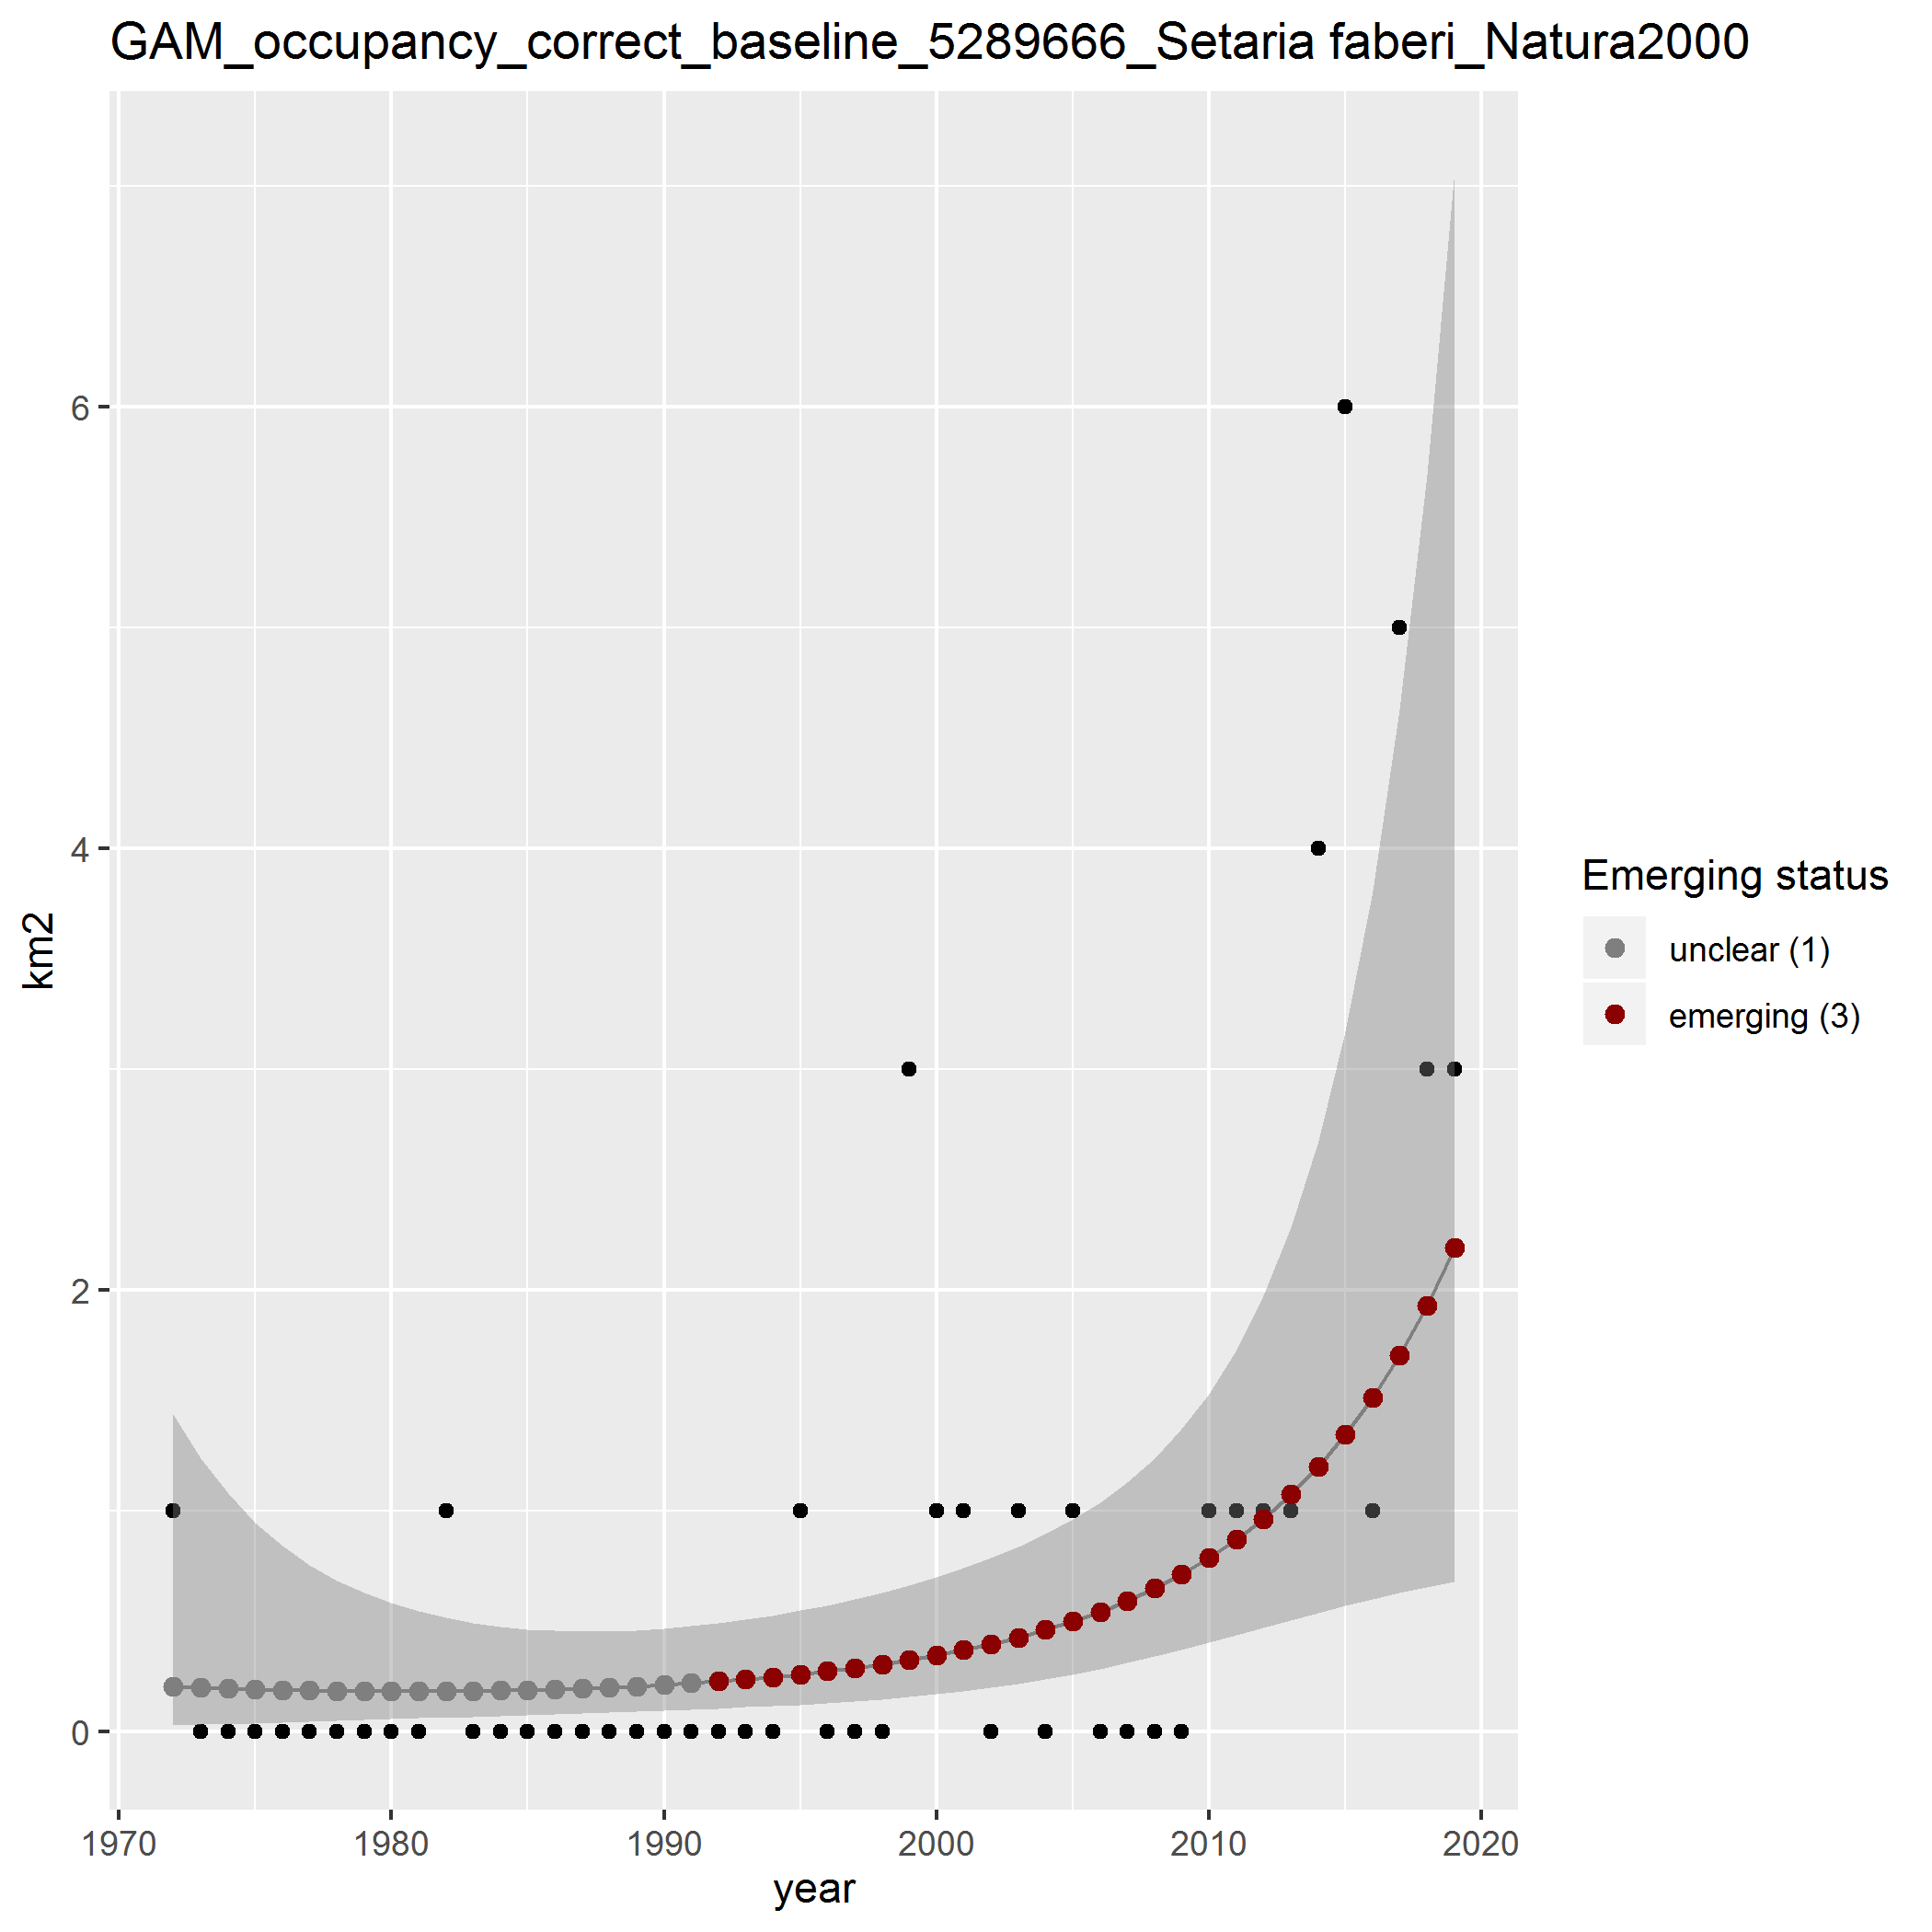 GAM_occupancy_correct_baseline_5289666_Setaria faberi_Natura2000
6
4
2
0
km2
1970 1980 1990 2000 2010 2020
year
Emerging status
unclear (1)
emerging (3)